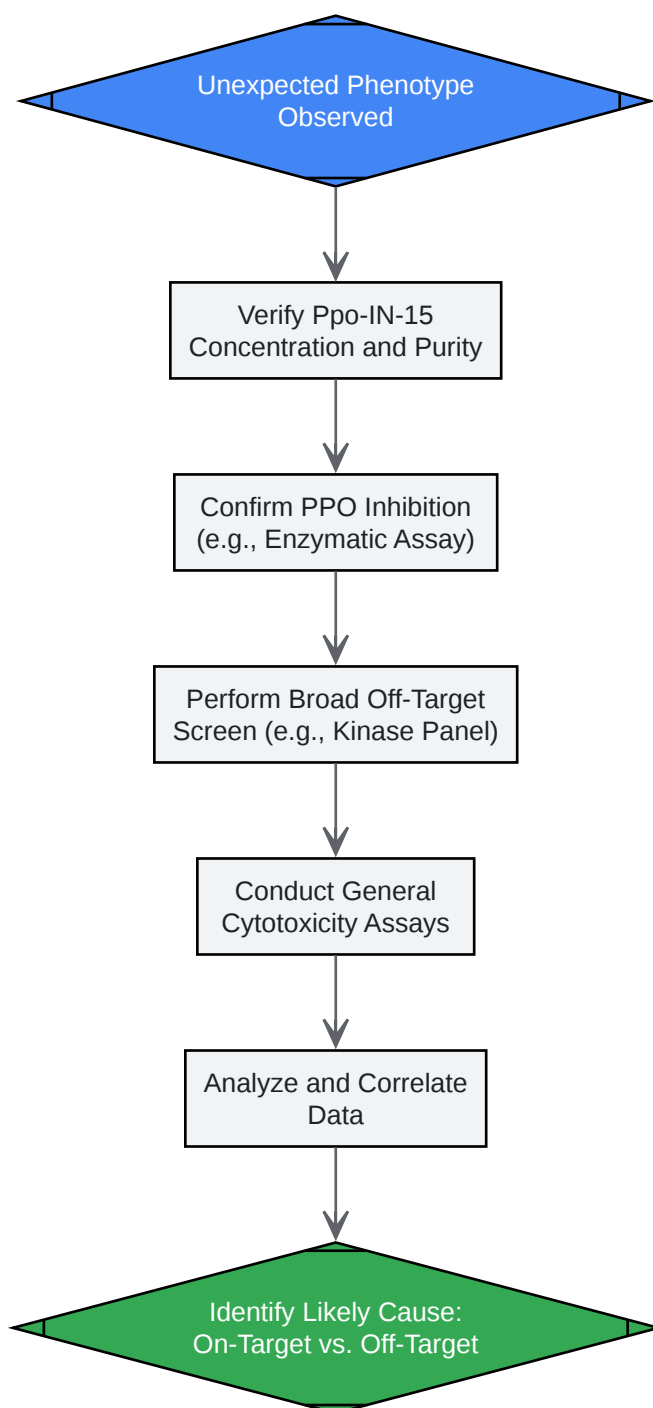 Unexpected Phenotype
Observed
Verify Ppo-IN-15
Concentration and Purity
Confirm PPO Inhibition
(e.g., Enzymatic Assay)
Perform Broad Off-Target
Screen (e.g., Kinase Panel)
Conduct General
Cytotoxicity Assays
Analyze and Correlate
Data
Identify Likely Cause:
On-Target vs. Off-Target